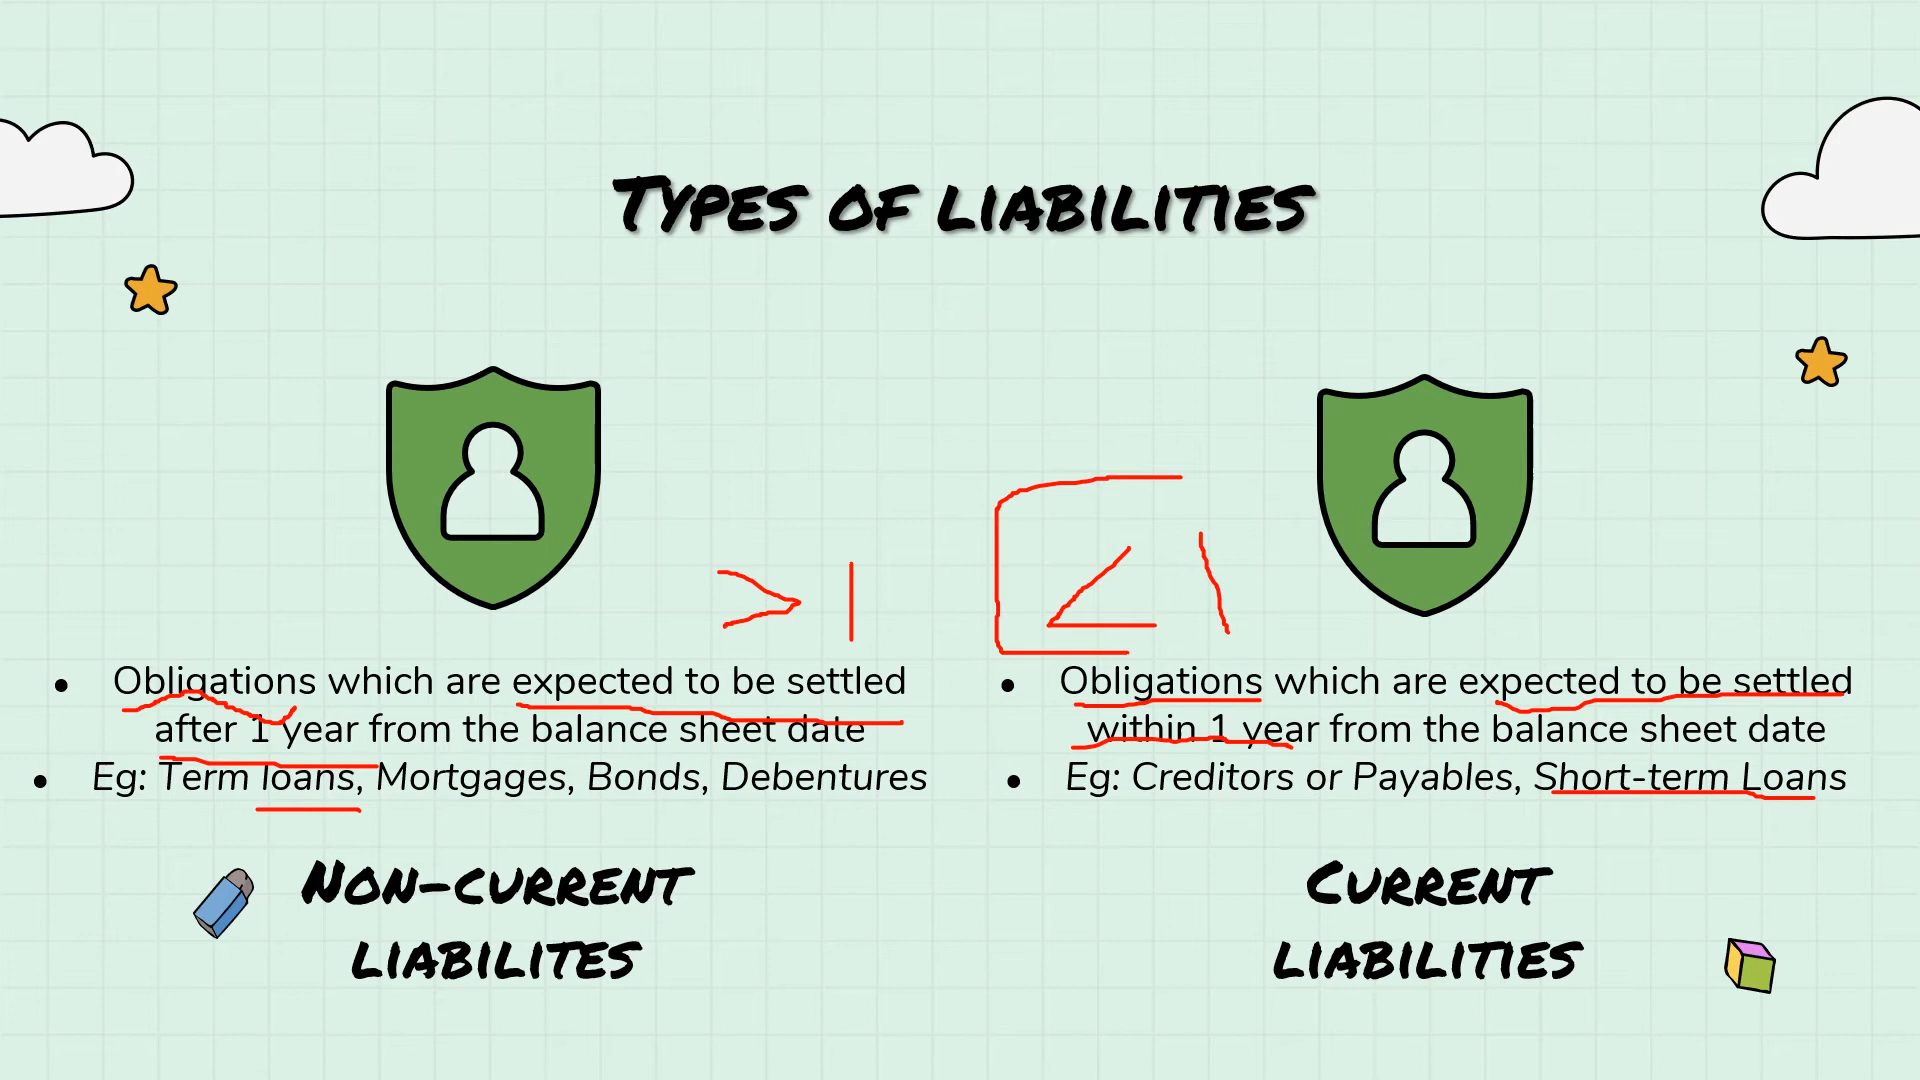 Types of liabilities
> 1
< 1
• Obligations which are expected to be settled
after 1 year from the balance sheet date
• Eg: Term loans, Mortgages, Bonds, Debentures
Non-current
liabilites
• Obligations which are expected to be settled
within 1 year from the balance sheet date
• Eg: Creditors or Payables, Short-term Loans
Current
liabilities